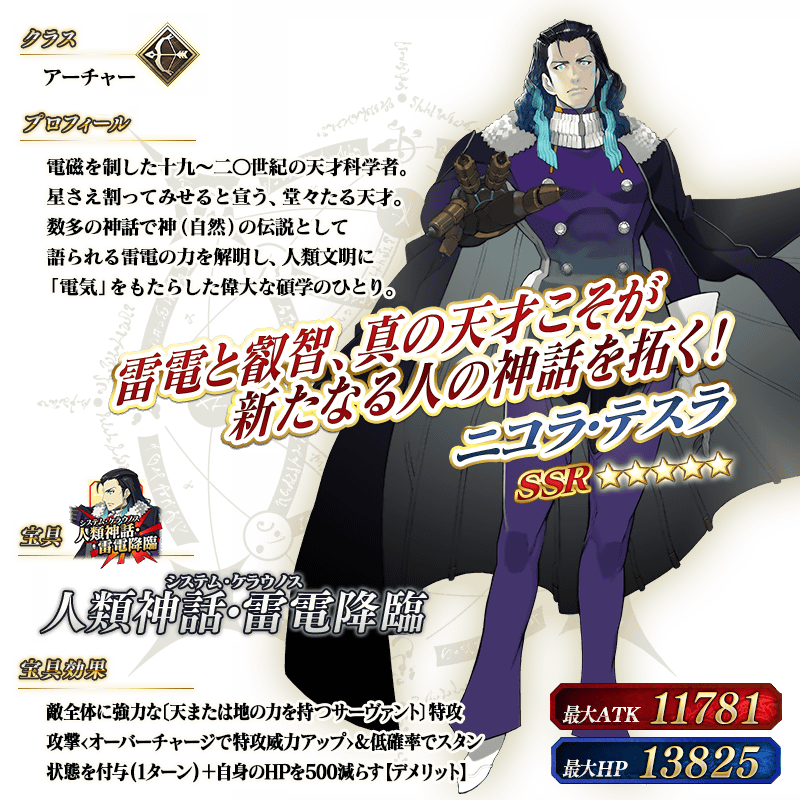 クラス
アーチャー
プロフィール
電磁を制した十九～二〇世紀の天才科学者。
星さえ割ってみせると宣う、堂々たる天才。
数多の神話で神（自然）の伝説として
語られる雷電の力を解明し、人類文明に
「電気」をもたらした偉大な碩学のひとり。
雷電と叡智、真の天才こそが
新たなる人の神話を拓く！
ニコラ・テスラ
SSR ☆☆☆☆☆
宝具
システム・ケラウノス
人類神話・
雷電降臨
システム・ケラウノス
人類神話・雷電降臨
宝具効果
敵全体に強力な〔天または地の力を持つサーヴァント〕特攻
攻撃<オーバーチャージで特攻威力アップ>&低確率でスタン
状態を付与(1ターン)＋自身のHPを500減らす【デメリット】
最大ATK 11781
最大HP 13825